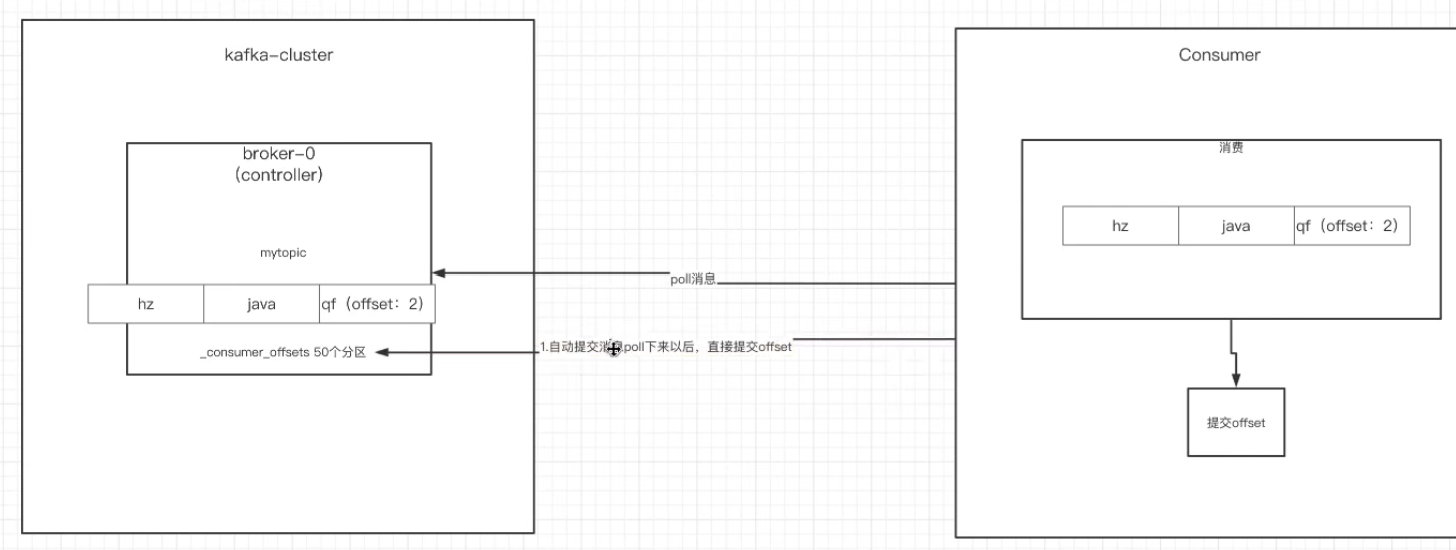 kafka-cluster
broker-0
(controller)
mytopic
hz
java
qf（offset：2）
_consumer_offsets 50个分区
poll消息
1.自动提交消息poll下来以后，直接提交offset
Consumer
消费
hz
java
qf（offset：2）
提交offset